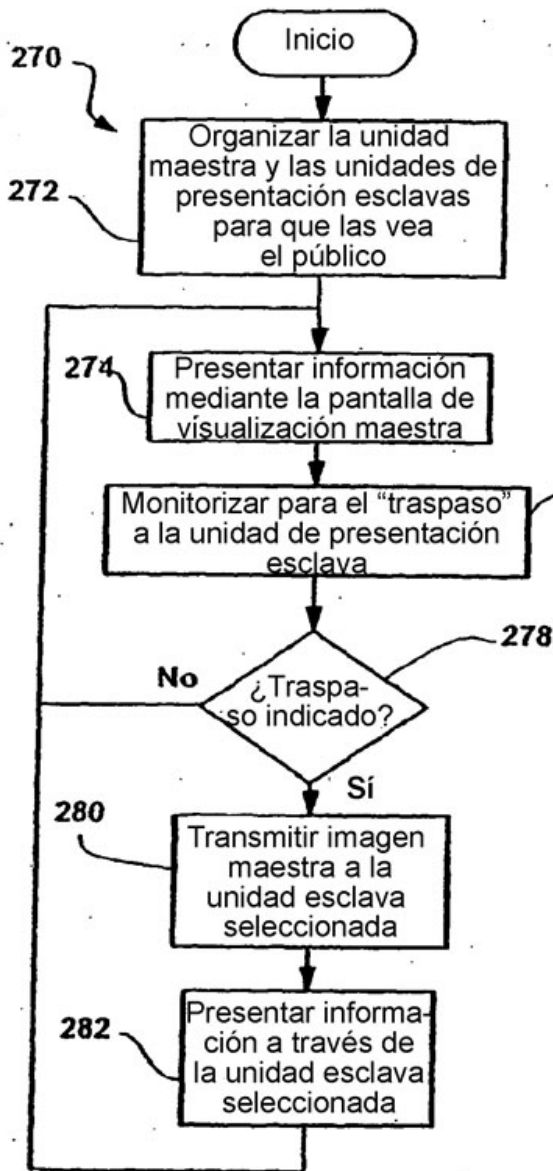 Inicio
270
Organizar la unidad
maestra y las unidades de
presentación esclavas
para que las vea
el público
272
274
Presentar información
mediante la pantalla de
visualización maestra
Monitorizar para el “traspaso”
a la unidad de presentación
esclava
278
No
¿Traspa-
so indicado?
Sí
280
Transmitir imagen
maestra a la
unidad esclava
seleccionada
282
Presentar informa-
ción a través de
la unidad esclava
seleccionada